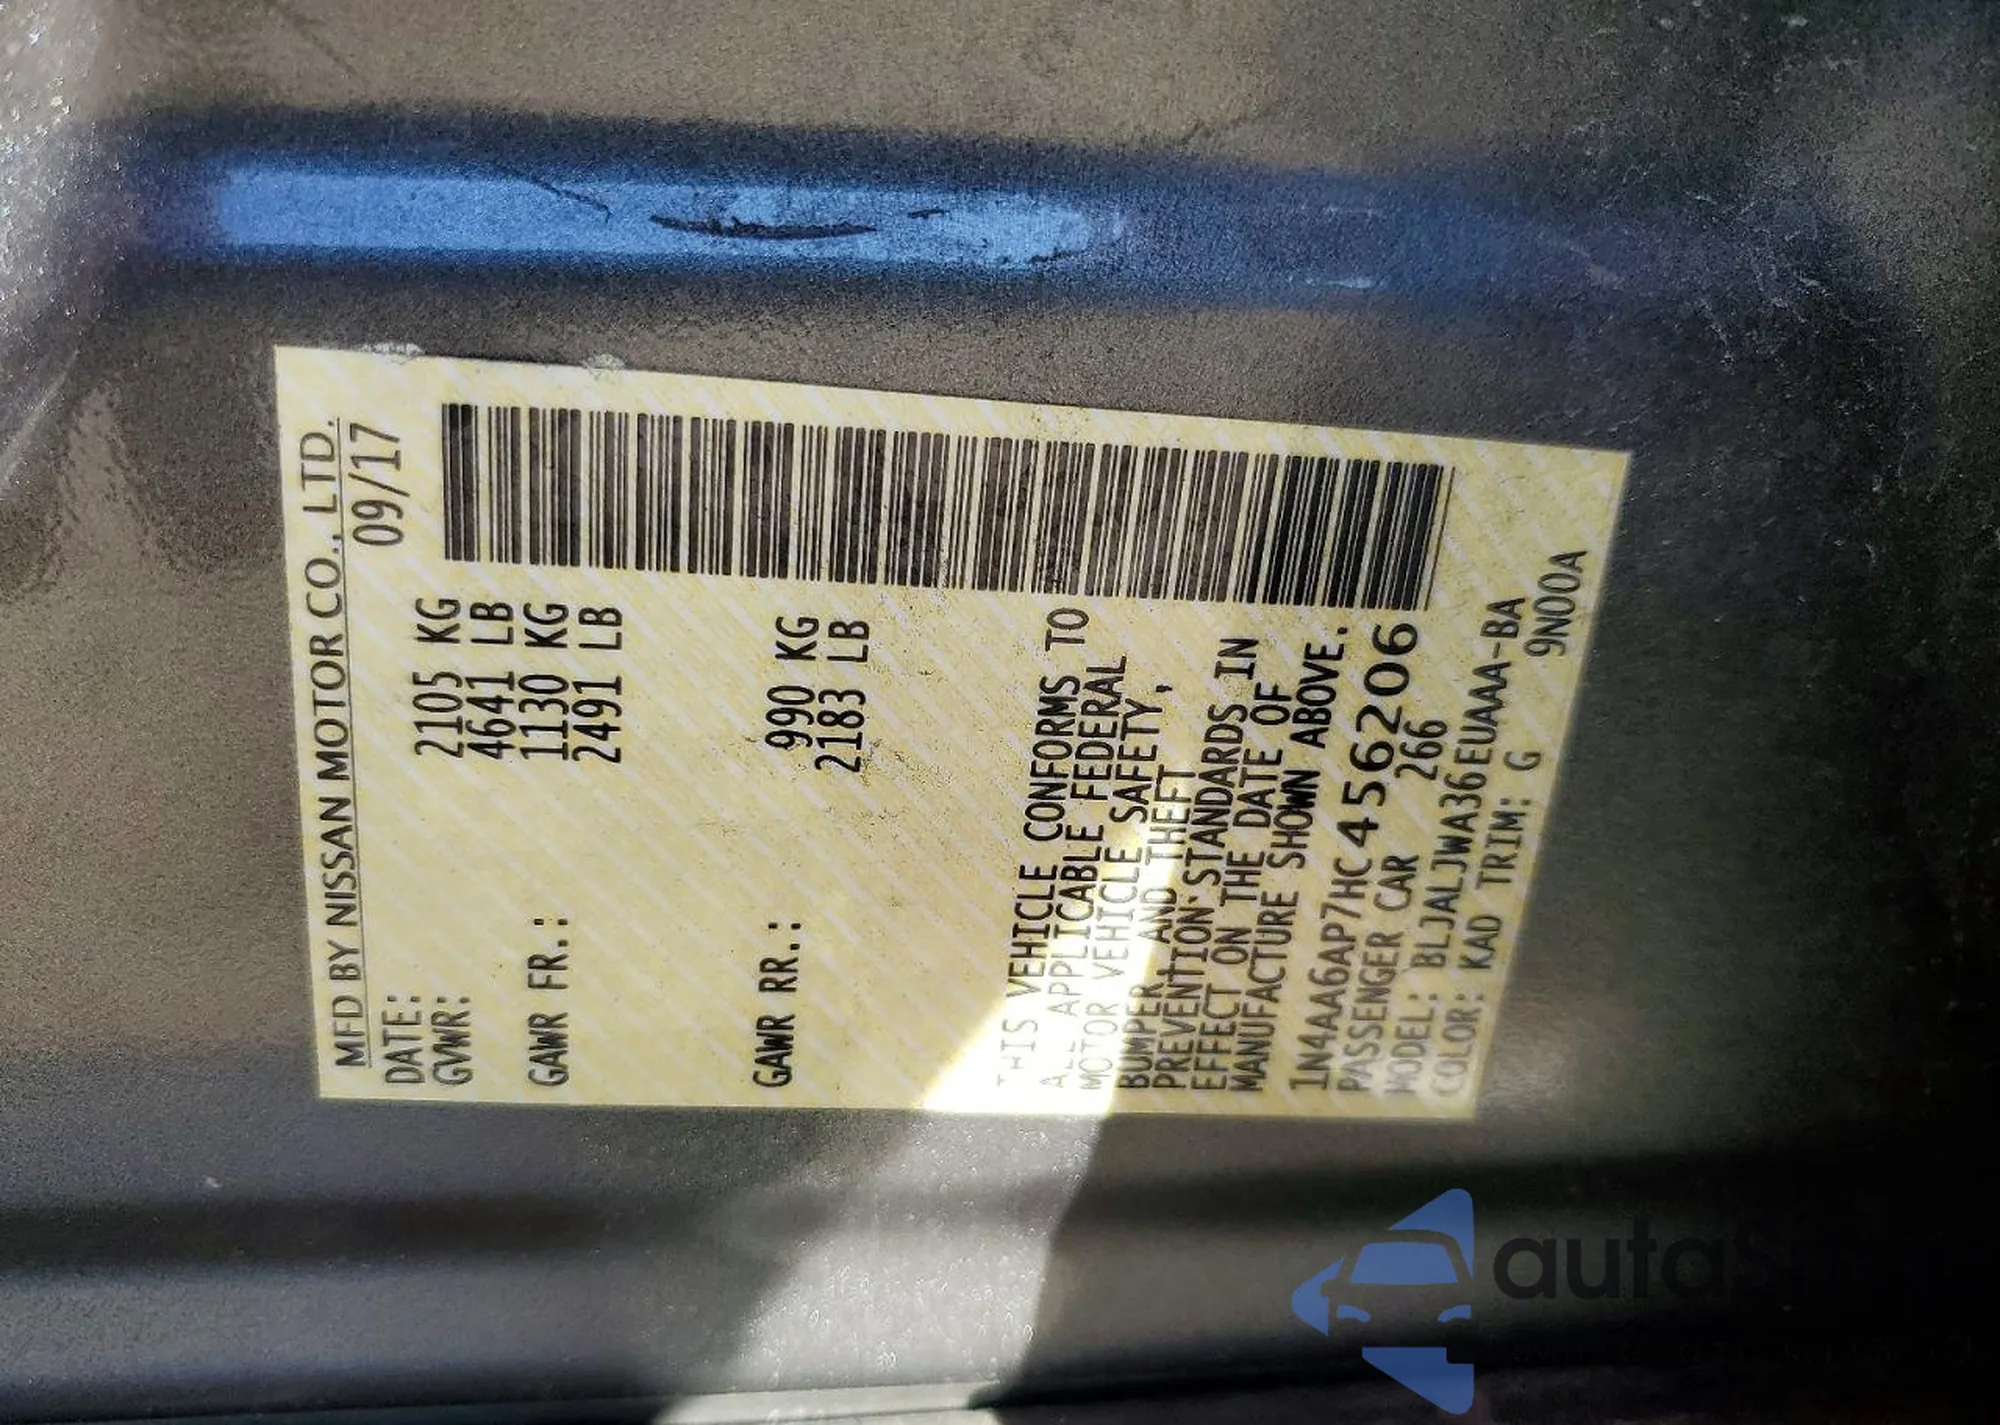 MFD BY NISSAN MOTOR CO., LTD.
DATE: 09/17
GVWR: 2105 KG
4641 LB
GAWR FR.: 1130 KG
2491 LB
GAWR RR.: 990 KG
2183 LB
THIS VEHICLE CONFORMS TO
ALL APPLICABLE FEDERAL
MOTOR VEHICLE SAFETY,
BUMPER AND THEFT
PREVENTION STANDARDS IN
EFFECT ON THE DATE OF
MANUFACTURE SHOWN ABOVE.
1N4AA6AP7HC456206
PASSENGER CAR 266
MODEL: BLJALJWA36EUAAA-BA
COLOR: KAD TRIM: G 9N00A